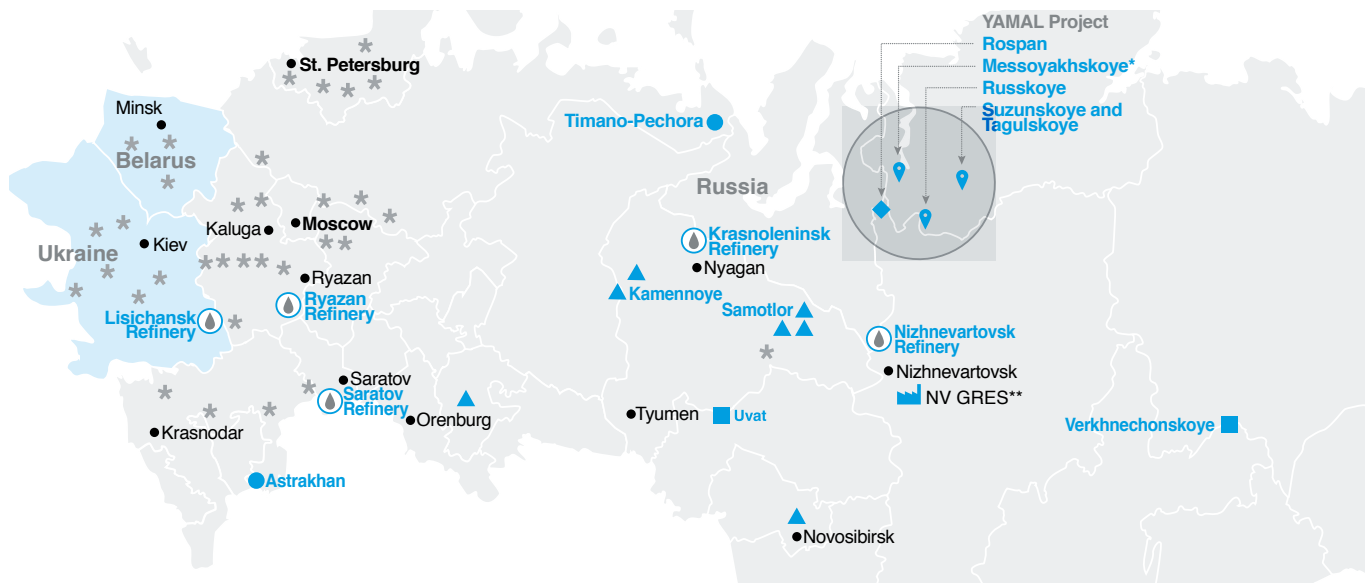 YAMAL Project
Rospan
Messoyakhskoye*
Russkoye
Suzunskoye and
Tagulskoye
St. Petersburg
Minsk
Belarus
Timano-Pechora
Russia
Kaluga
Moscow
Ukraine
Kiev
Krasnoleninsk
Refinery
Nyagan
Ryazan
Ryazan
Refinery
Kamennoye
Samotlor
Lisichansk
Refinery
Nizhnevartovsk
Refinery
Nizhnevartovsk
NV GRES**
Saratov
Saratov
Refinery
Orenburg
Tyumen
Uvat
Verkhnechonskoye
Krasnodar
Astrakhan
Novosibirsk